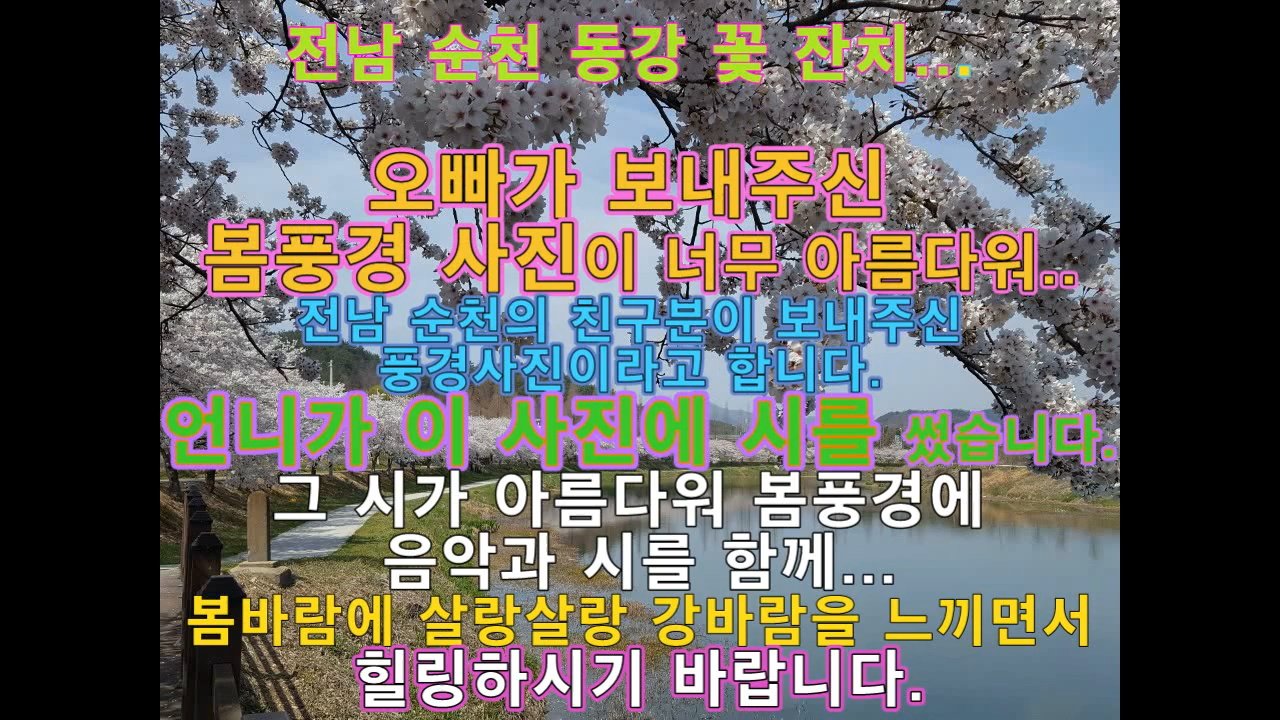 전남 순천 동강 꽃 잔치...
오빠가 보내주신
봄풍경 사진이 너무 아름다워..
전남 순천의 친구분이 보내주신
풍경사진이라고 합니다.
언니가 이 사진에 시를 썼습니다.
그 시가 아름다워 봄풍경에
음악과 시를 함께...
봄바람에 살랑살랑 강바람을 느끼면서
힐링하시기 바랍니다.